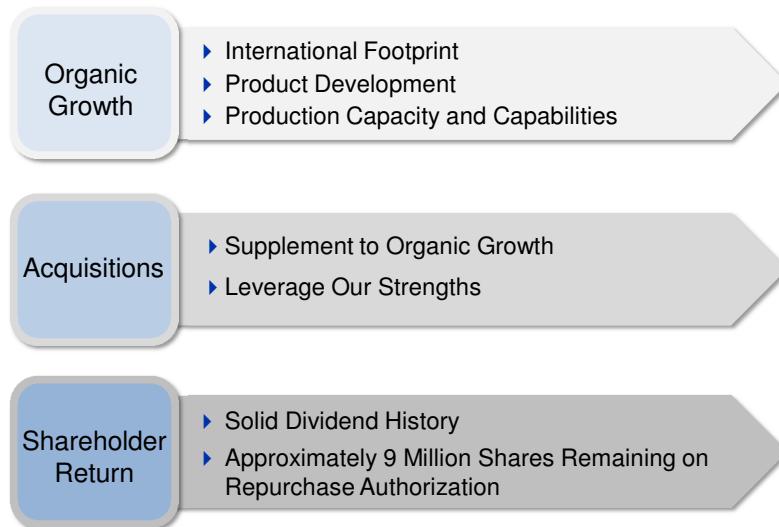 Organic
Growth
International Footprint
Product Development
Production Capacity and Capabilities
Acquisitions
Supplement to Organic Growth
Leverage Our Strengths
Shareholder
Return
Solid Dividend History
Approximately 9 Million Shares Remaining on
Repurchase Authorization